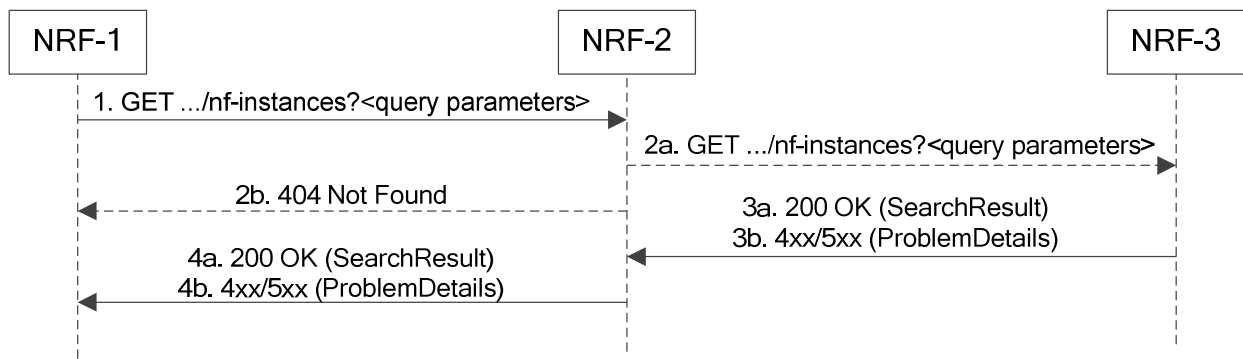 NRF-1
NRF-2
NRF-3
1. GET .../nf-instances?<query parameters>
2a. GET .../nf-instances?<query parameters>
2b. 404 Not Found
3a. 200 OK (SearchResult)
3b. 4xx/5xx (ProblemDetails)
4a. 200 OK (SearchResult)
4b. 4xx/5xx (ProblemDetails)